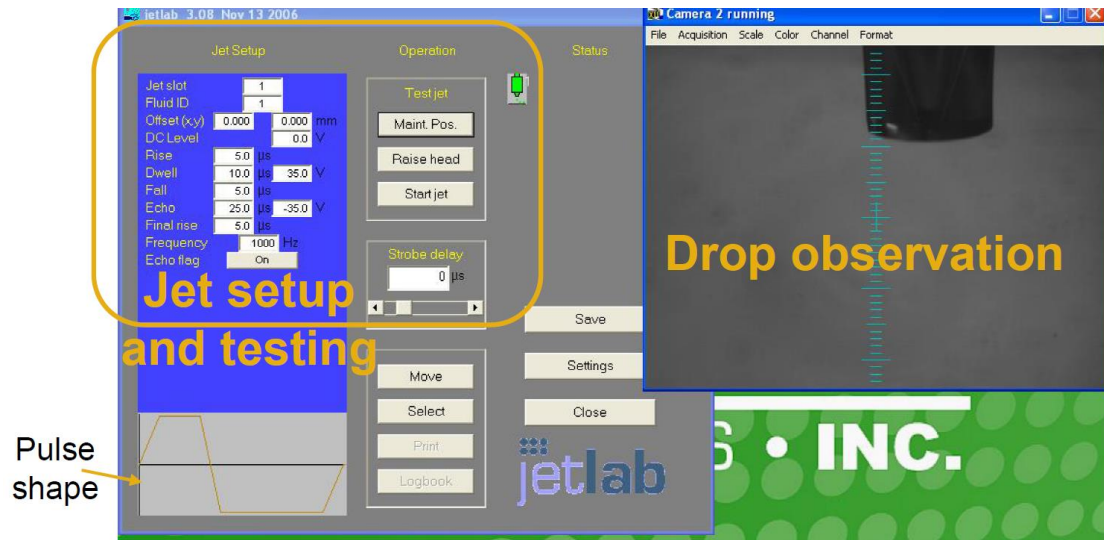 jetlab 3.08 Nov 13 2006
Jet Setup
Jet slot 1
Fluid ID 1
Offset (x,y) 0.000 0.000 mm
DC Level 0.0 V
Rise 5.0 µs
Dwell 10.0 µs 35.0 V
Fall 5.0 µs
Echo 25.0 µs -35.0 V
Final rise 5.0 µs
Frequency 1000 Hz
Echo flag On
Jet setup
and testing
Pulse
shape
Operation
Test jet
Maint. Pos.
Raise head
Start jet
Strobe delay
0 µs
Move
Select
Print
Logbook
Status
Save
Settings
Close
jetlab
Camera 2 running
File Acquisition Scale Color Channel Format
Drop observation
S • INC.